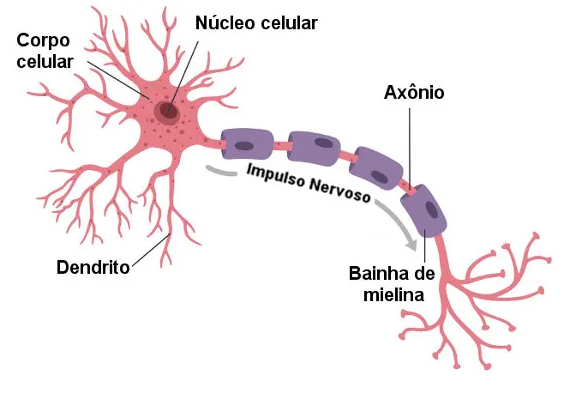 Núcleo celular
Corpo
celular
Axônio
Impulso Nervoso
Dendrito
Bainha de
mielina